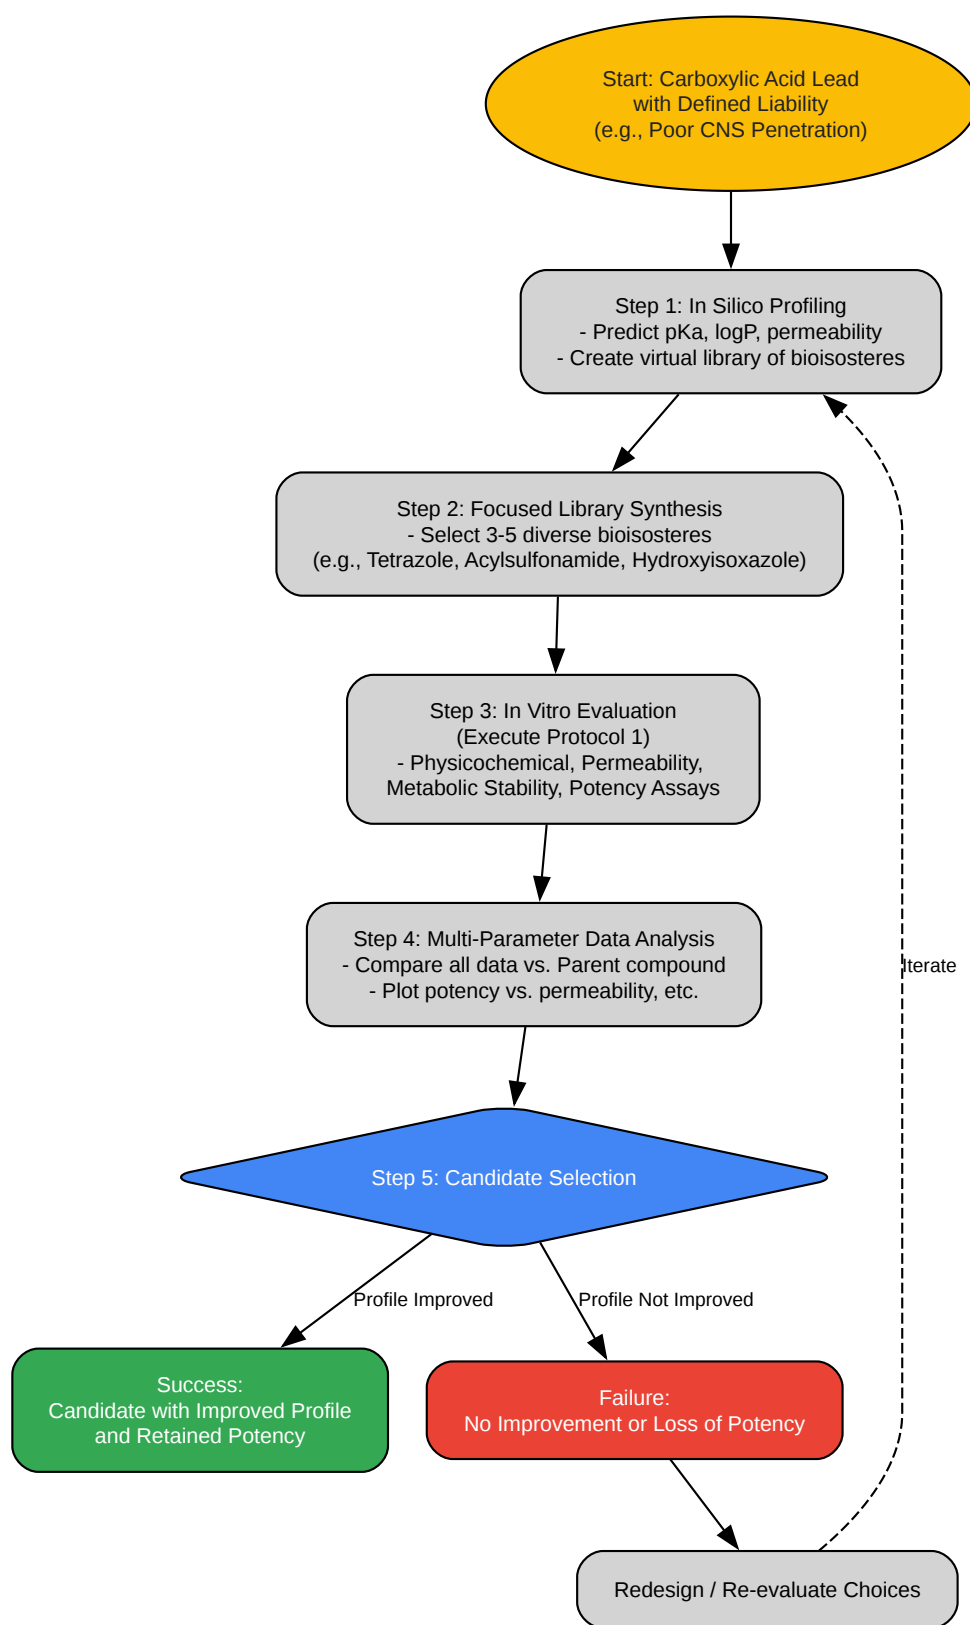 Start: Carboxylic Acid Lead
with Defined Liability
(e.g., Poor CNS Penetration)
Step 1: In Silico Profiling
- Predict pKa, logP, permeability
- Create virtual library of bioisosteres
Step 2: Focused Library Synthesis
- Select 3-5 diverse bioisosteres
(e.g., Tetrazole, Acylsulfonamide, Hydroxyisoxazole)
Step 3: In Vitro Evaluation
(Execute Protocol 1)
- Physicochemical, Permeability,
Metabolic Stability, Potency Assays
Step 4: Multi-Parameter Data Analysis
- Compare all data vs. Parent compound
- Plot potency vs. permeability, etc.
Iterate
Step 5: Candidate Selection
Profile Improved
Profile Not Improved
Success:
Candidate with Improved Profile
and Retained Potency
Failure:
No Improvement or Loss of Potency
Redesign / Re-evaluate Choices